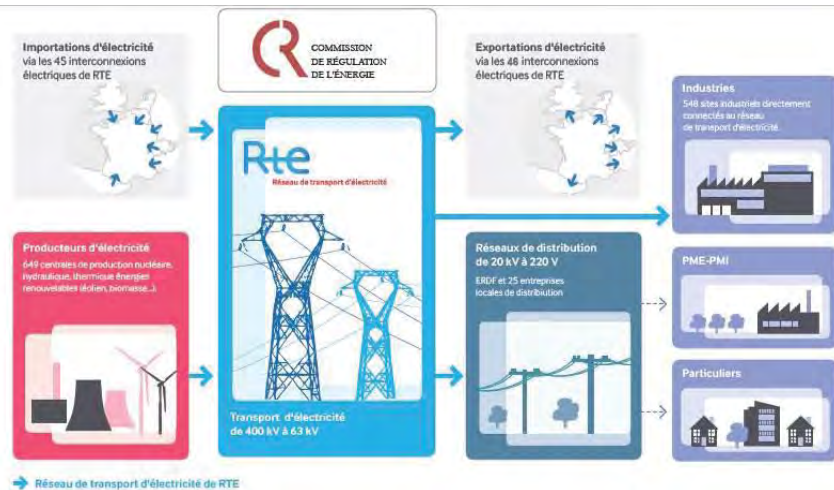 Importations d'électricité
via les 45 interconnexions
électriques de RTE
COMMISSION
DE RÉGULATION
DE L'ÉNERGIE
Exportations d'électricité
via les 46 interconnexions
électriques de RTE
Industries
548 sites industriels directement
connectés au réseau
de transport d'électricité
Rte
Réseau de transport d'électricité
Producteurs d'électricité
649 centrales de production nucléaire,
hydraulique, thermique énergies
renouvelables (éolien, biomasse...).
Réseaux de distribution
de 20 kV à 220 V
ERDF et 25 entreprises
locales de distribiution
PME-PMI
Particuliers
Transport d'électricité
de 400 kV à 63 kV
Réseau de transport d'électricité de RTE